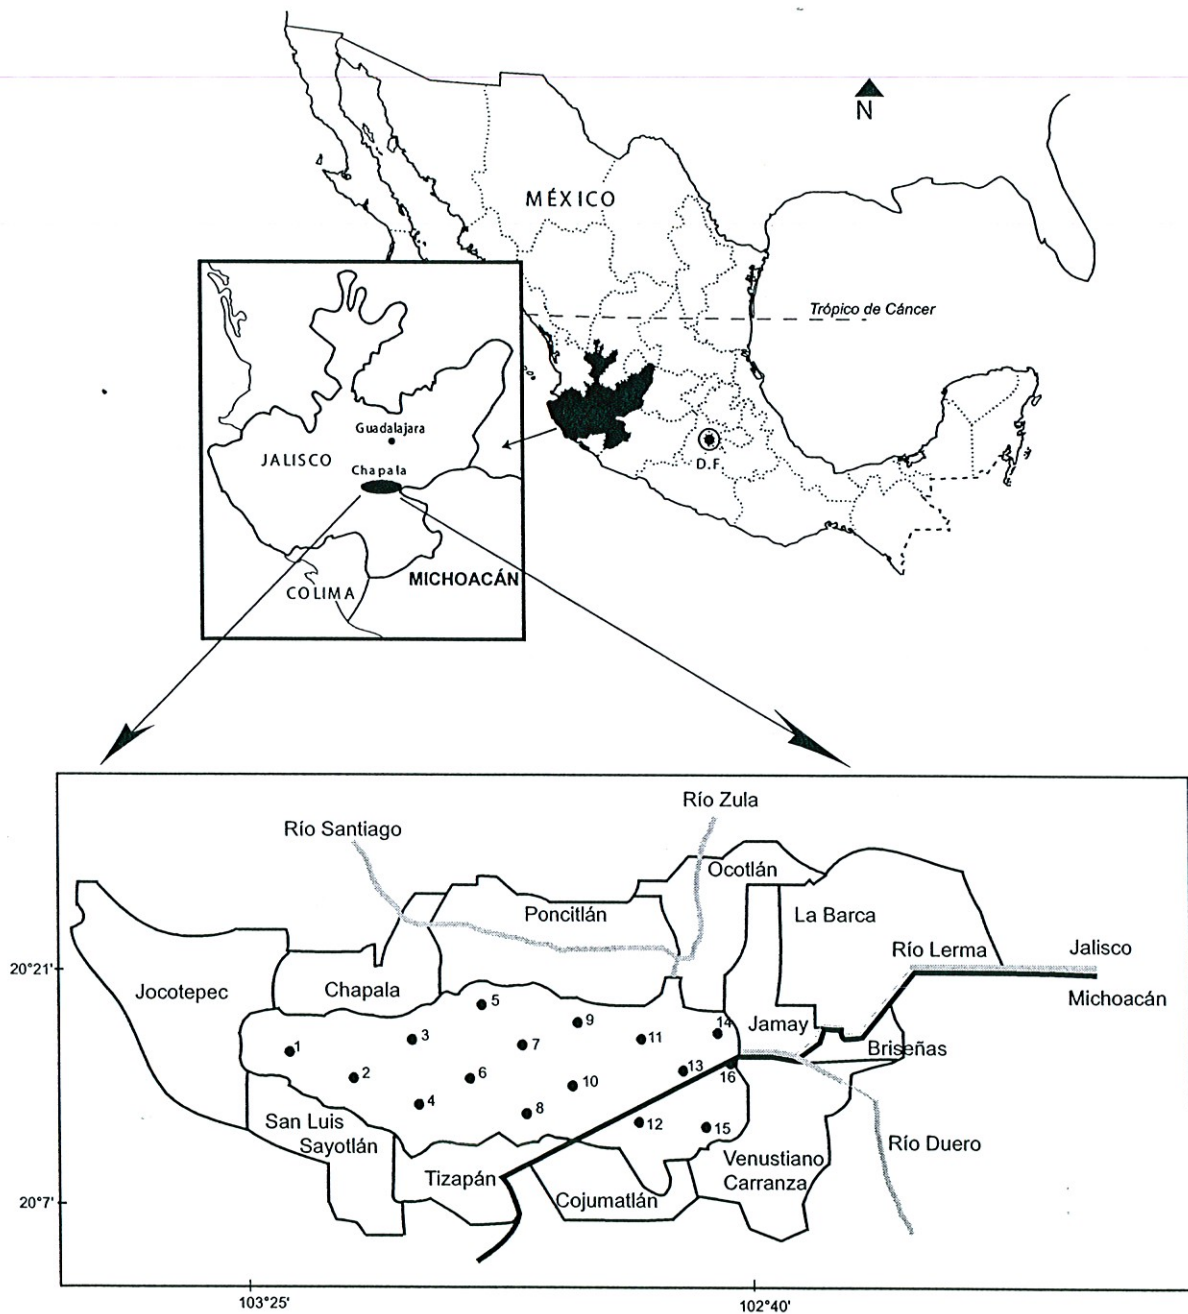 N
MÉXICO
Trópico de Cáncer
Guadalajara
JALISCO
Chapala
D.F.
MICHOACÁN
COLIMA
Río Zula
Río Santiago
Ocotlán
Poncitlán
La Barca
Río Lerma
Jalisco
20°21'
Jocotepec
Chapala
Michoacán
5
9
14
Jamay
3
11
1
7
Briseñas
13
16
2
6
10
4
8
12
15
San Luis
Sayotlán
Río Duero
Venustiano
Carranza
Tizapán
Cojumatlán
20°7'
103°25'
102°40'